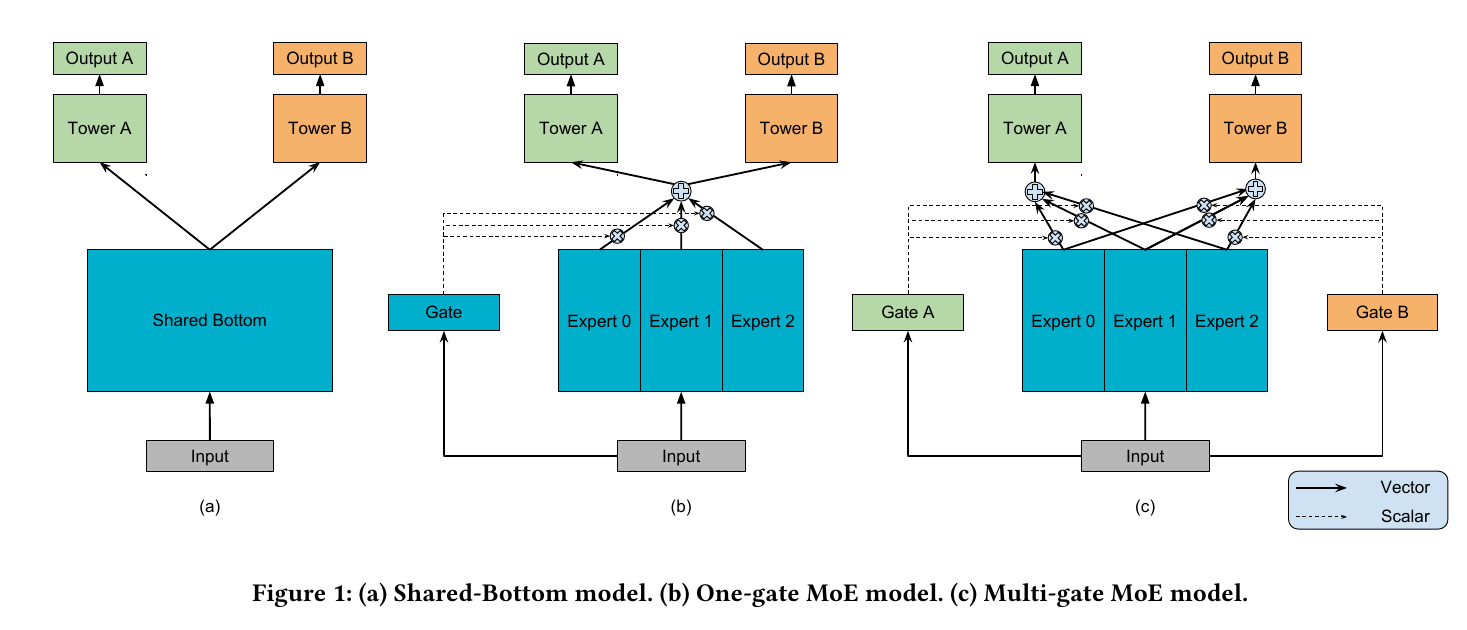 Output A
Output B
Tower A
Tower B
Shared Bottom
Input
(a)
Output A
Output B
Tower A
Tower B
Gate
Expert 0
Expert 1
Expert 2
Input
(b)
Output A
Output B
Tower A
Tower B
Gate A
Expert 0
Expert 1
Expert 2
Gate B
Input
(c)
Vector
Scalar
Figure 1: (a) Shared-Bottom model. (b) One-gate MoE model. (c) Multi-gate MoE model.